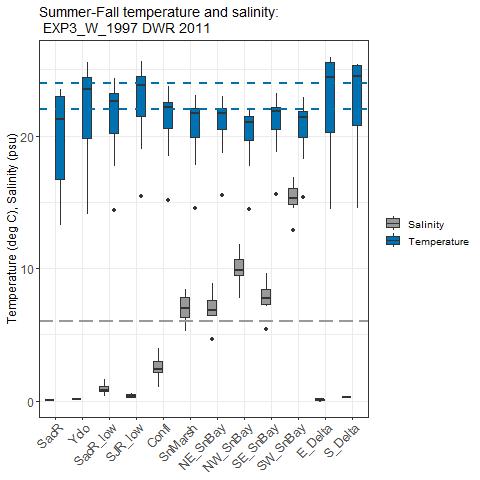 Summer-Fall temperature and salinity:
EXP3_W_1997 DWR 2011
Temperature (deg C), Salinity (psu)
20
10
0
Salinity
Temperature
SacR
Yolo
SacR_low
SJR_low
Confl
SnMarsh
NE_SnBay
NW_SnBay
SE_SnBay
SW_SnBay
E_Delta
S_Delta